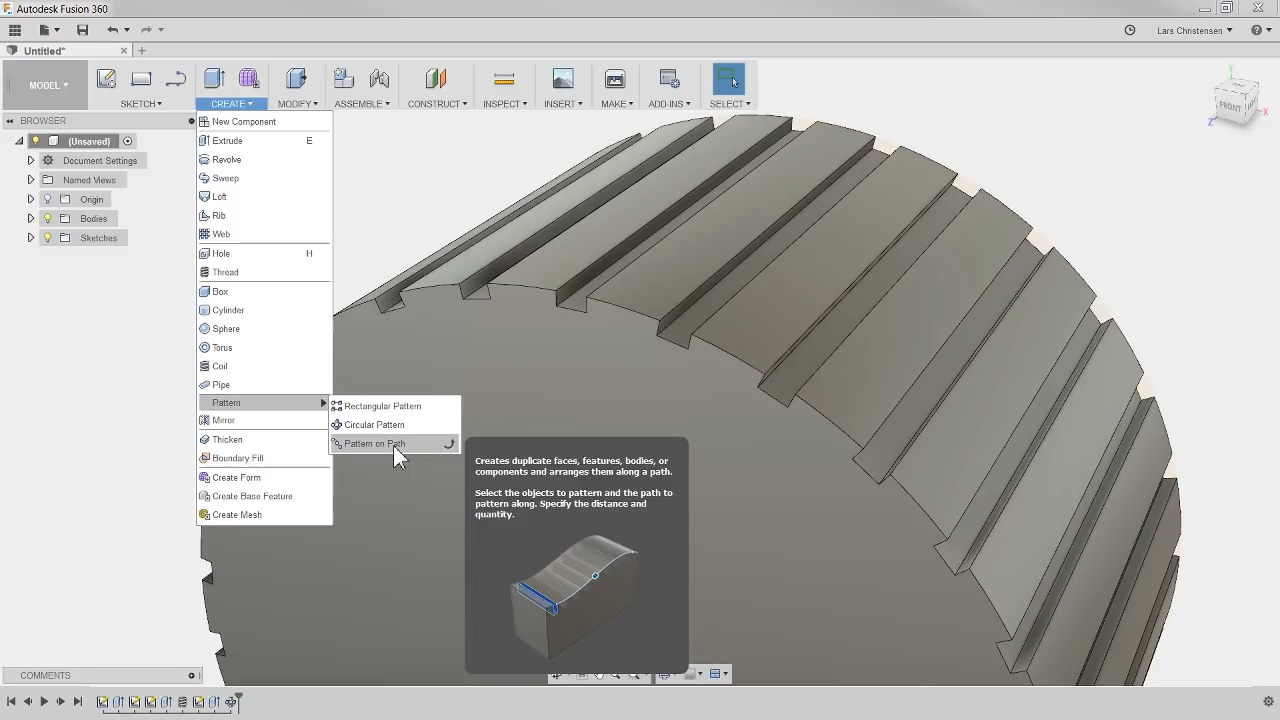 Autodesk Fusion 360
Lars Christensen
Untitled*
MODEL
SKETCH
CREATE
MODIFY
ASSEMBLE
CONSTRUCT
INSPECT
INSERT
MAKE
ADD-INS
SELECT
BROWSER
(Unsaved)
Document Settings
Named Views
Origin
Bodies
Sketches
New Component
Extrude E
Revolve
Sweep
Loft
Rib
Web
Hole H
Thread
Box
Cylinder
Sphere
Torus
Coil
Pipe
Pattern
Mirror
Thicken
Boundary Fill
Create Form
Create Base Feature
Create Mesh
Rectangular Pattern
Circular Pattern
Pattern on Path
Creates duplicate faces, features, bodies, or
components and arranges them along a path.
Select the objects to pattern and the path to
pattern along. Specify the distance and
quantity.
Y
FRONT
X
Z
COMMENTS